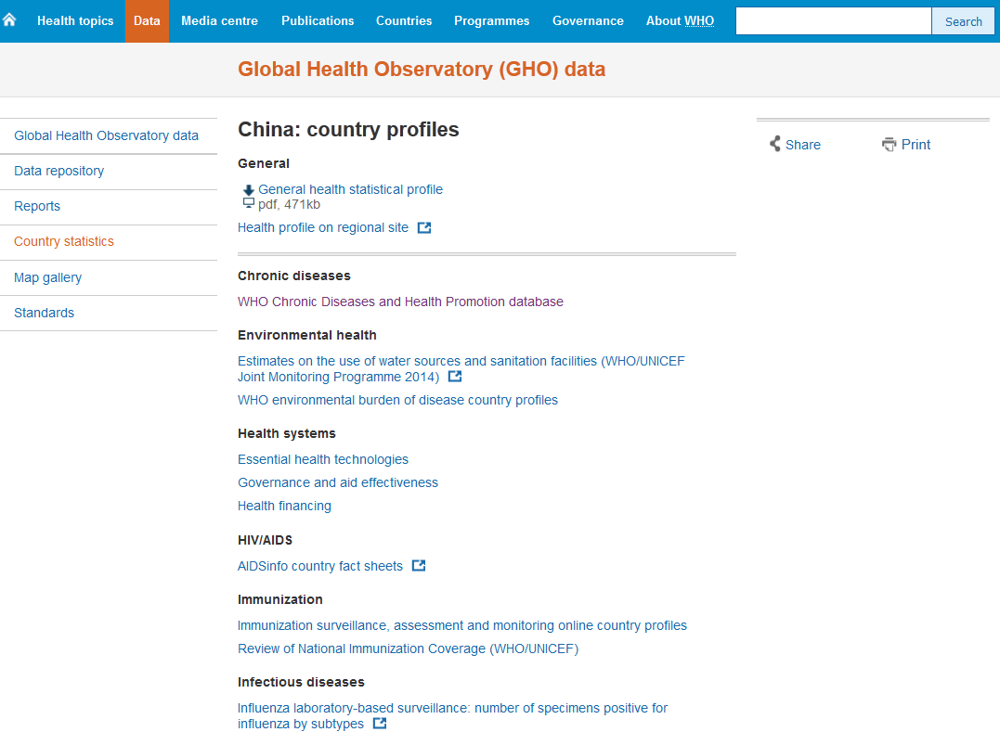 Health topics Data Media centre Publications Countries Programmes Governance About WHO Search
Global Health Observatory (GHO) data
Global Health Observatory data
Data repository
Reports
Country statistics
Map gallery
Standards
China: country profiles
General
General health statistical profile
pdf, 471kb
Health profile on regional site
Chronic diseases
WHO Chronic Diseases and Health Promotion database
Environmental health
Estimates on the use of water sources and sanitation facilities (WHO/UNICEF
Joint Monitoring Programme 2014)
WHO environmental burden of disease country profiles
Health systems
Essential health technologies
Governance and aid effectiveness
Health financing
HIV/AIDS
AIDSinfo country fact sheets
Immunization
Immunization surveillance, assessment and monitoring online country profiles
Review of National Immunization Coverage (WHO/UNICEF)
Infectious diseases
Influenza laboratory-based surveillance: number of specimens positive for
influenza by subtypes
Share Print